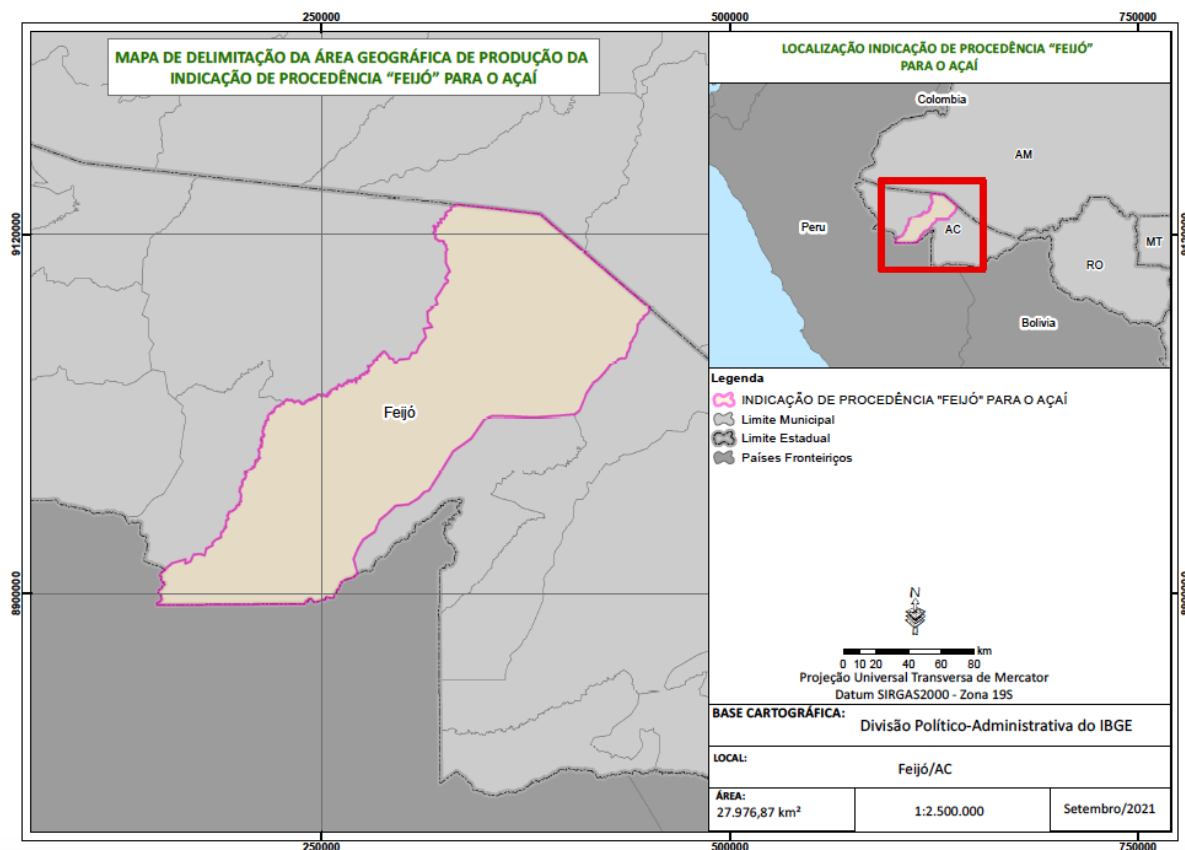 250000
500000
750000
MAPA DE DELIMITAÇÃO DA ÁREA GEOGRÁFICA DE PRODUÇÃO DA
INDICAÇÃO DE PROCEDÊNCIA “FEIJÓ” PARA O AÇAÍ
LOCALIZAÇÃO INDICAÇÃO DE PROCEDÊNCIA “FEIJÓ”
PARA O AÇAÍ
Colombia
AM
Peru
AC
MT
RO
Bolivia
9120000
9120000
Feijó
Legenda
INDICAÇÃO DE PROCEDÊNCIA "FEIJÓ" PARA O AÇAÍ
Limite Municipal
Limite Estadual
Países Fronteiriços
8900000
8900000
N
km
0 10 20 40 60 80
Projeção Universal Transversa de Mercator
Datum SIRGAS2000 - Zona 19S
BASE CARTOGRÁFICA:
Divisão Político-Administrativa do IBGE
LOCAL:
Feijó/AC
ÁREA:
27.976,87 km²
1:2.500.000
Setembro/2021
250000
500000
750000